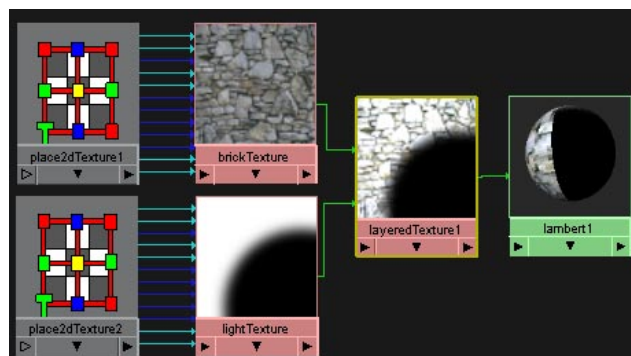 place2dTexture1
brickTexture
layeredTexture1
lambert1
place2dTexture2
lightTexture